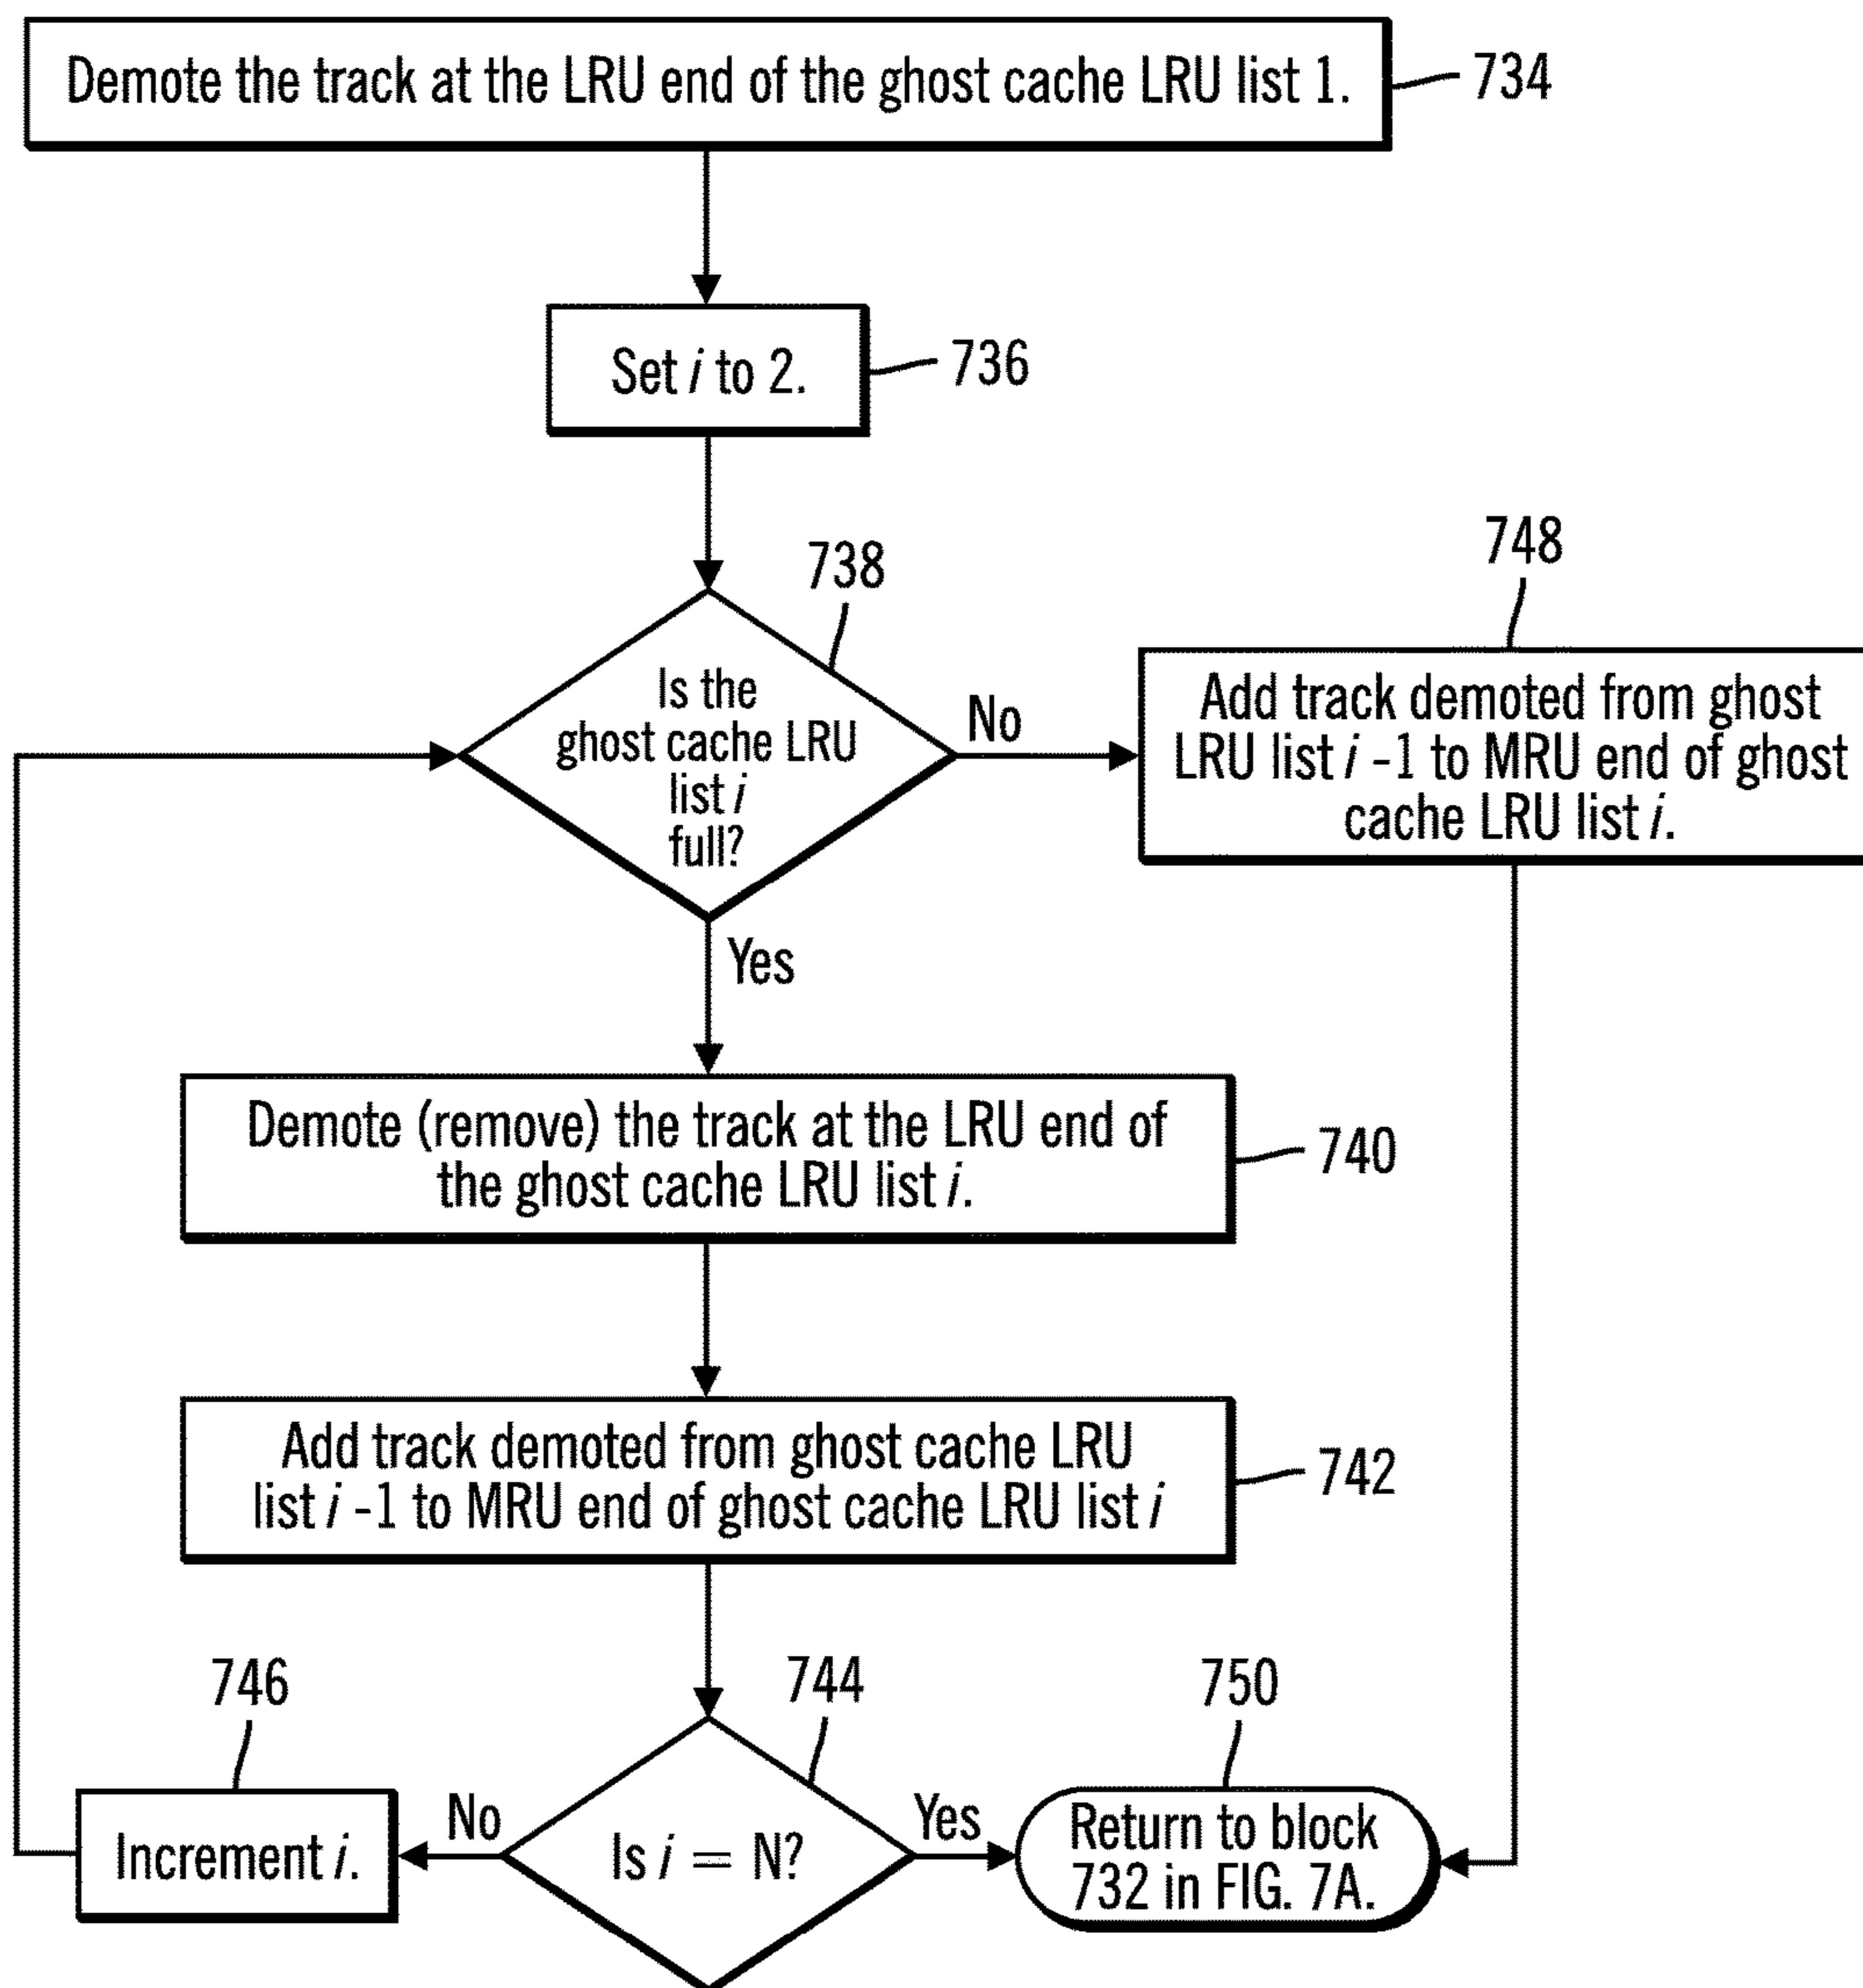 Demote the track at the LRU end of the ghost cache LRU list 1.
734
Set i to 2.
736
738
Is the
ghost cache LRU
list i
full?
No
748
Add track demoted from ghost
LRU list i -1 to MRU end of ghost
cache LRU list i.
Yes
Demote (remove) the track at the LRU end of
the ghost cache LRU list i.
740
Add track demoted from ghost cache LRU
list i -1 to MRU end of ghost cache LRU list i
742
746
Increment i.
No
744
Is i = N?
Yes
750
Return to block
732 in FIG. 7A.